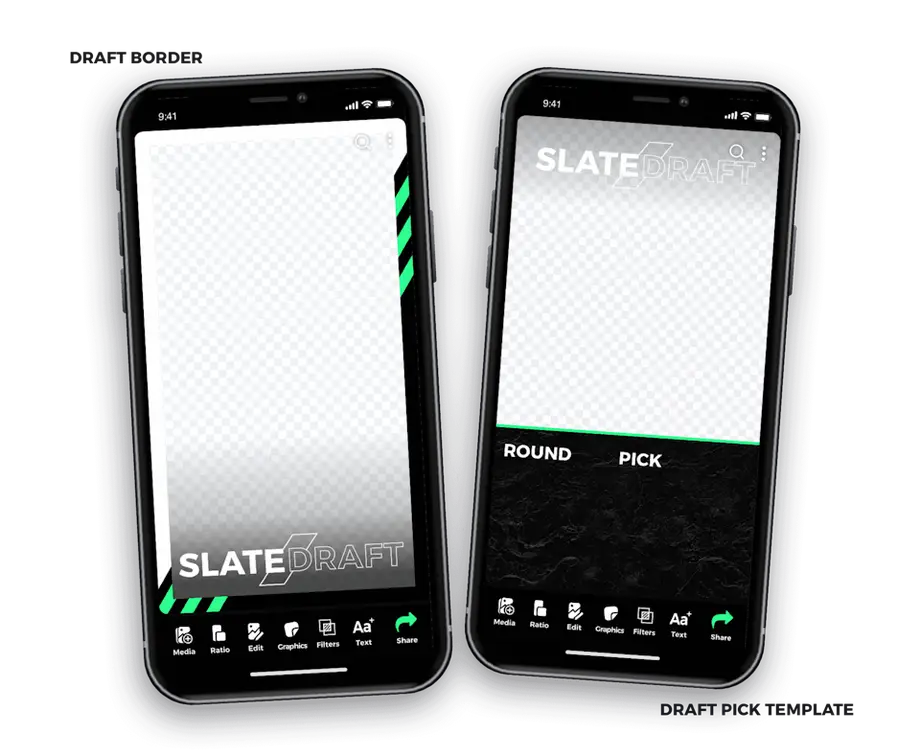 DRAFT BORDER
9:41
SLATEDRAFT
Media Ratio Edit Graphics Filters Aa+ Text Share
9:41
SLATEDRAFT
ROUND PICK
Media Ratio Edit Graphics Filters Aa+ Text Share
DRAFT PICK TEMPLATE